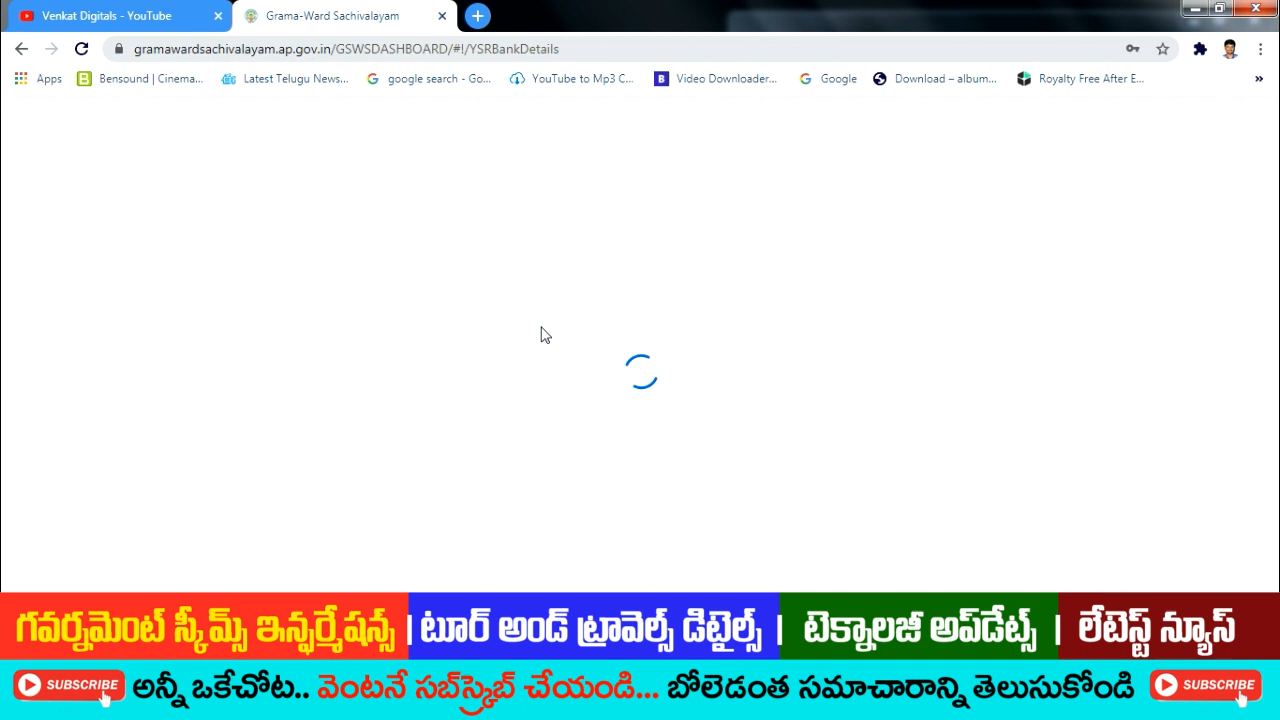 Venkat Digitals - YouTube
Grama-Ward Sachivalayam
gramawardsachivalayam.ap.gov.in/GSWSDASHBOARD/#!/YSRBankDetails
Apps
Bensound | Cinema...
Latest Telugu News...
google search - Go...
YouTube to Mp3 C...
Video Downloader...
Google
Download – album...
Royalty Free After E...
»
గవర్నమెంట్ స్కీమ్స్ ఇన్ఫర్మేషన్స్ | టూర్ అండ్ ట్రావెల్స్ డిటైల్స్ | టెక్నాలజీ అప్‌డేట్స్ | లేటెస్ట్ న్యూస్
SUBSCRIBE అన్నీ ఒకేచోట.. వెంటనే సబ్‌స్క్రైబ్ చేయండి... బోలెడంత సమాచారాన్ని తెలుసుకోండి SUBSCRIBE